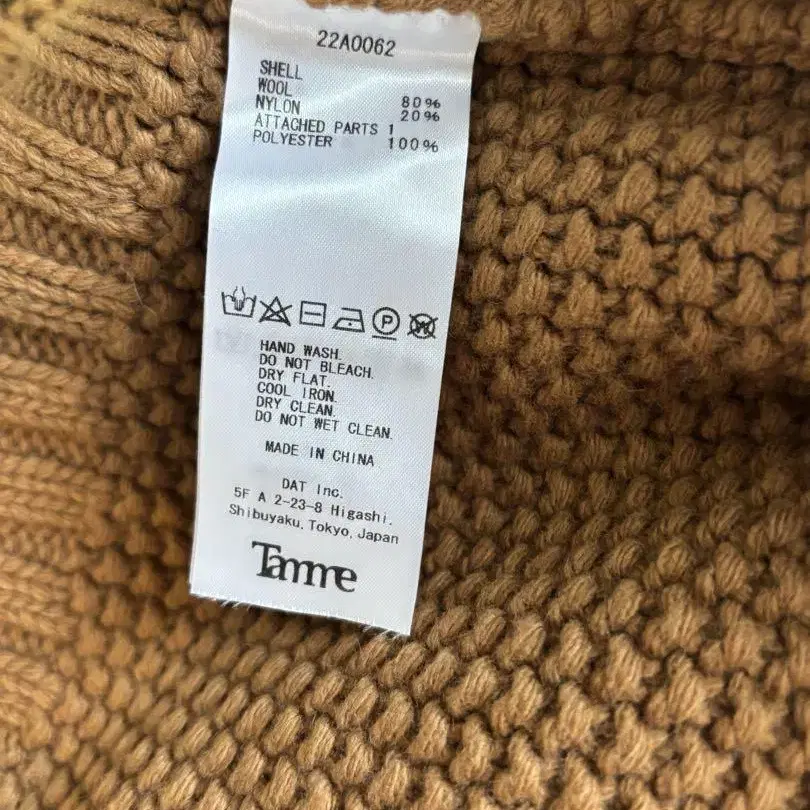 22A0062
SHELL
WOOL 80%
NYLON 20%
ATTACHED PARTS 1
POLYESTER 100%
P
W
HAND WASH.
DO NOT BLEACH.
DRY FLAT.
COOL IRON.
DRY CLEAN.
DO NOT WET CLEAN.
MADE IN CHINA
DAT Inc.
5F A 2-23-8 Higashi,
Shibuyaku, Tokyo, Japan
Tamme